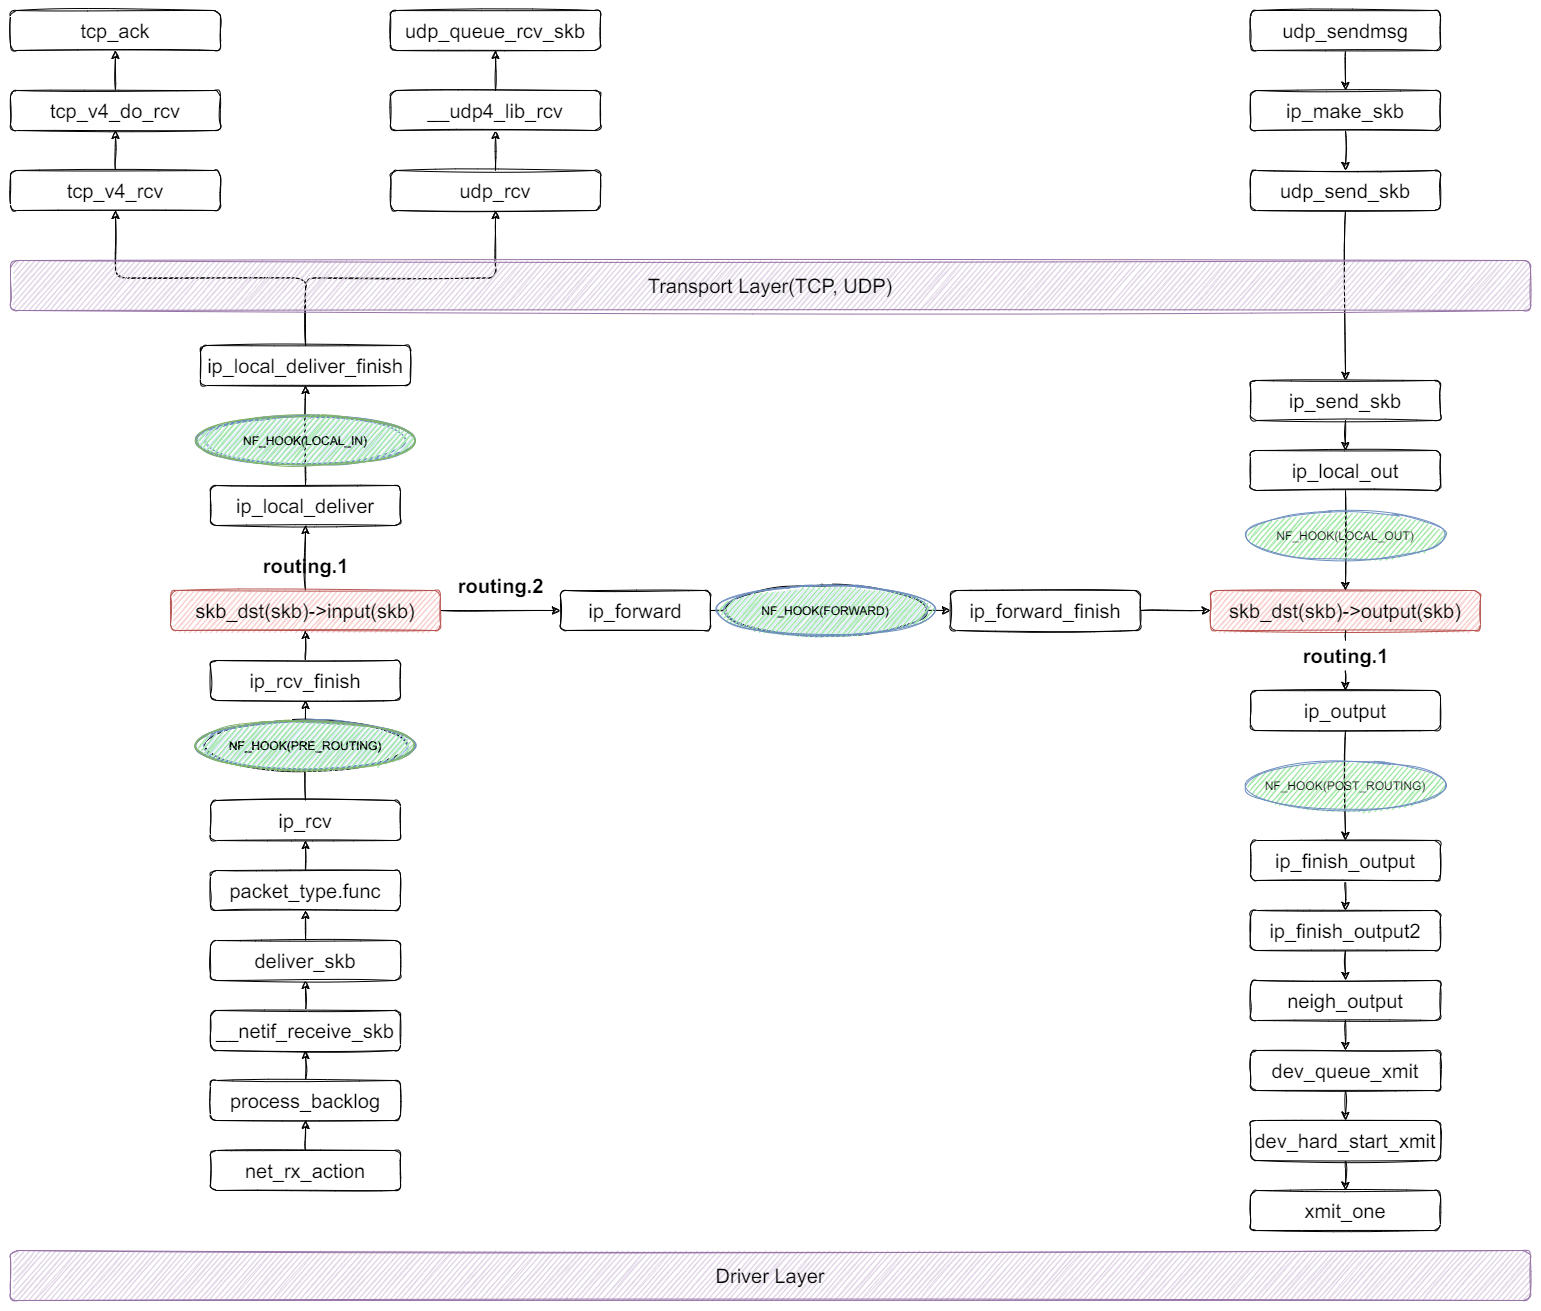 tcp_ack
udp_queue_rcv_skb
udp_sendmsg
tcp_v4_do_rcv
__udp4_lib_rcv
ip_make_skb
tcp_v4_rcv
udp_rcv
udp_send_skb
Transport Layer(TCP, UDP)
ip_local_deliver_finish
ip_send_skb
NF_HOOK(LOCAL_IN)
ip_local_out
ip_local_deliver
NF_HOOK(LOCAL_OUT)
routing.1
routing.2
skb_dst(skb)->input(skb)
ip_forward
NF_HOOK(FORWARD)
ip_forward_finish
skb_dst(skb)->output(skb)
routing.1
ip_rcv_finish
ip_output
NF_HOOK(PRE_ROUTING)
NF_HOOK(POST_ROUTING)
ip_rcv
ip_finish_output
packet_type.func
ip_finish_output2
deliver_skb
neigh_output
__netif_receive_skb
dev_queue_xmit
process_backlog
dev_hard_start_xmit
net_rx_action
xmit_one
Driver Layer